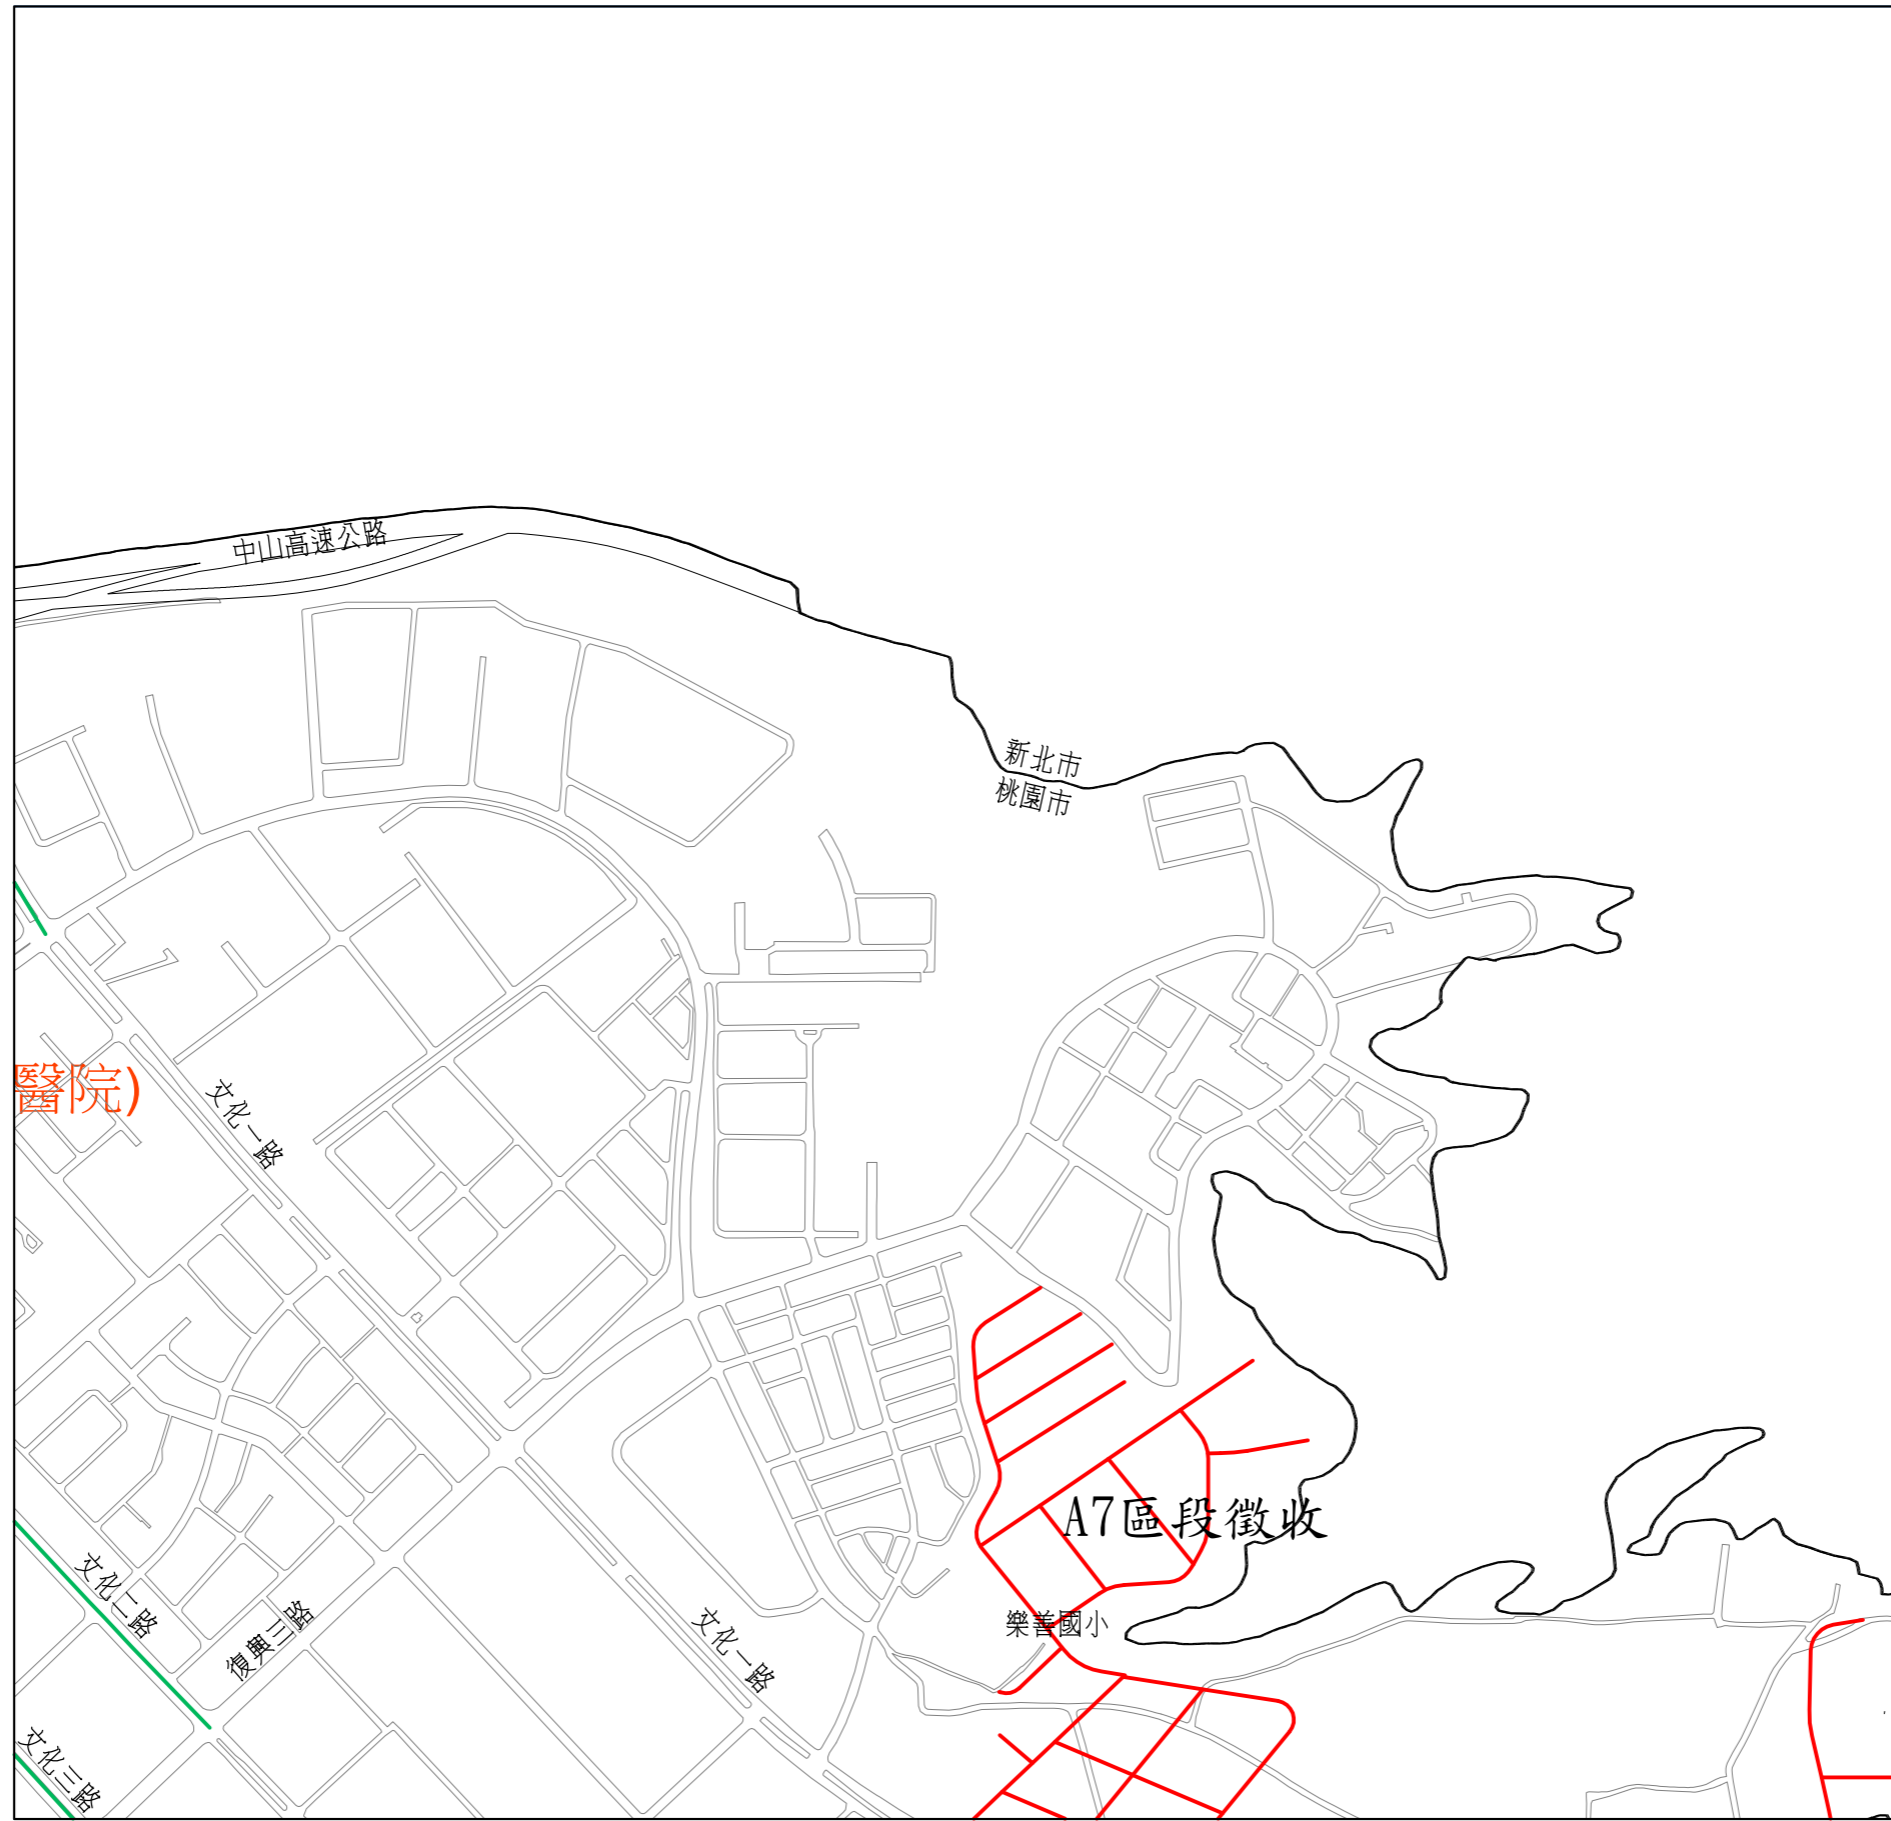 中山高速公路
新北市
桃園市
醫院)
文化一路
A7區段徵收
文化二路
復興三路
樂善國小
文化一路
文化三路